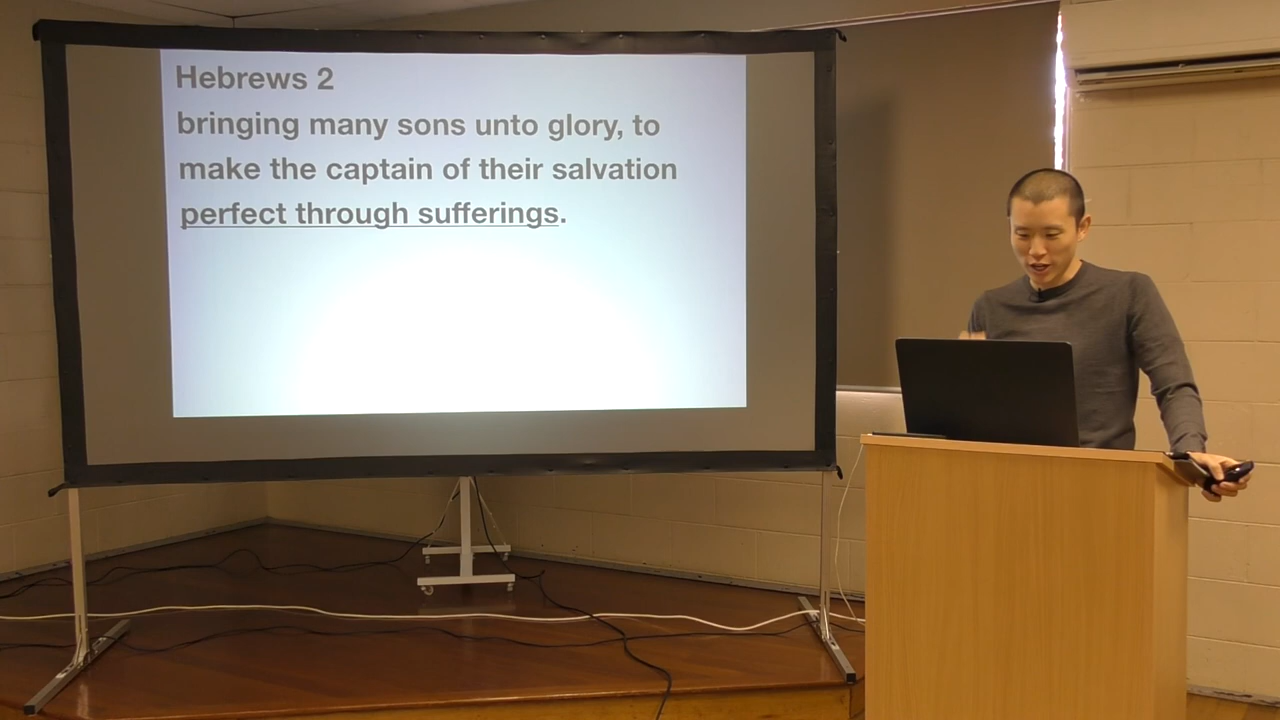 Hebrews 2
bringing many sons unto glory, to
make the captain of their salvation
perfect through sufferings.